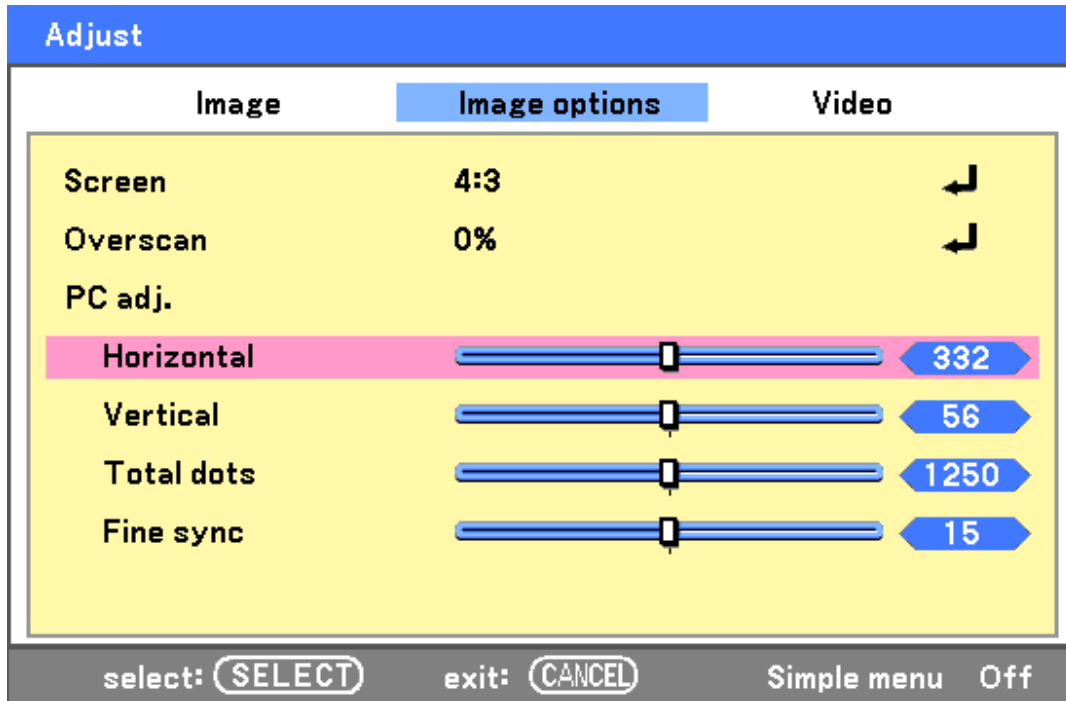 Adjust
Image Image options Video
Screen 4:3
Overscan 0%
PC adj.
Horizontal 332
Vertical 56
Total dots 1250
Fine sync 15
select: SELECT exit: CANCEL Simple menu Off